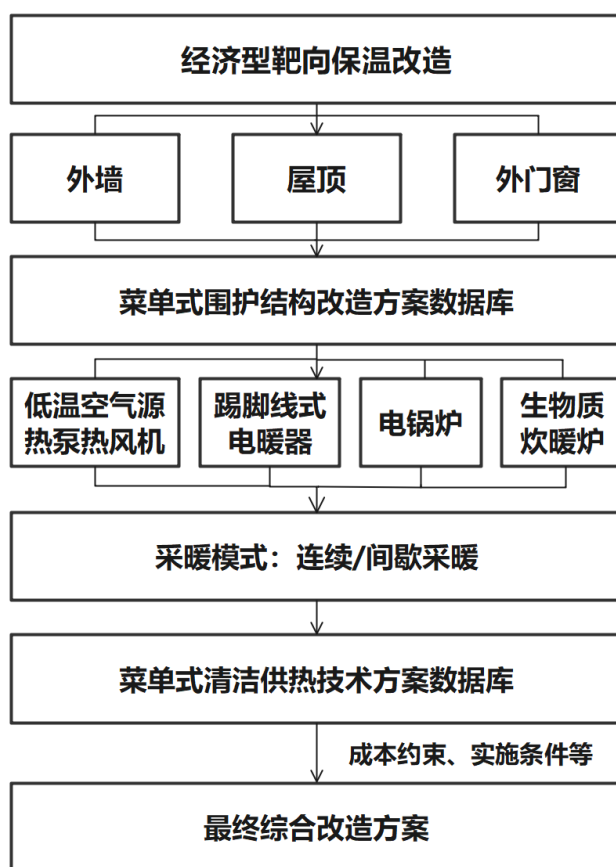 经济型靶向保温改造
外墙
屋顶
外门窗
菜单式围护结构改造方案数据库
低温空气源
热泵热风机
踢脚线式
电暖器
电锅炉
生物质
炊暖炉
采暖模式：连续/间歇采暖
菜单式清洁供热技术方案数据库
成本约束、实施条件等
最终综合改造方案